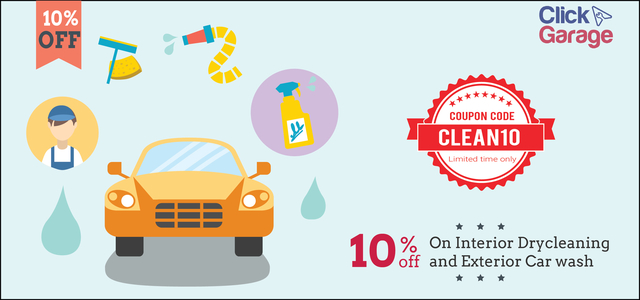 10%
OFF
Click
Garage
COUPON CODE
CLEAN10
Limited time only
10% off
On Interior Drycleaning
and Exterior Car wash